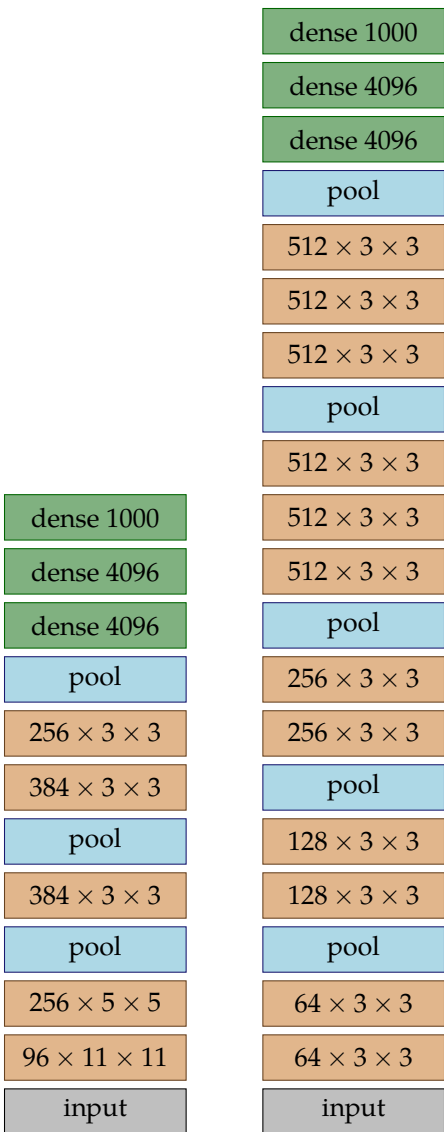 dense 1000
dense 4096
dense 4096
pool
256 × 3 × 3
384 × 3 × 3
pool
384 × 3 × 3
pool
256 × 5 × 5
96 × 11 × 11
input
dense 1000
dense 4096
dense 4096
pool
512 × 3 × 3
512 × 3 × 3
512 × 3 × 3
pool
512 × 3 × 3
512 × 3 × 3
512 × 3 × 3
pool
256 × 3 × 3
256 × 3 × 3
pool
128 × 3 × 3
128 × 3 × 3
pool
64 × 3 × 3
64 × 3 × 3
input